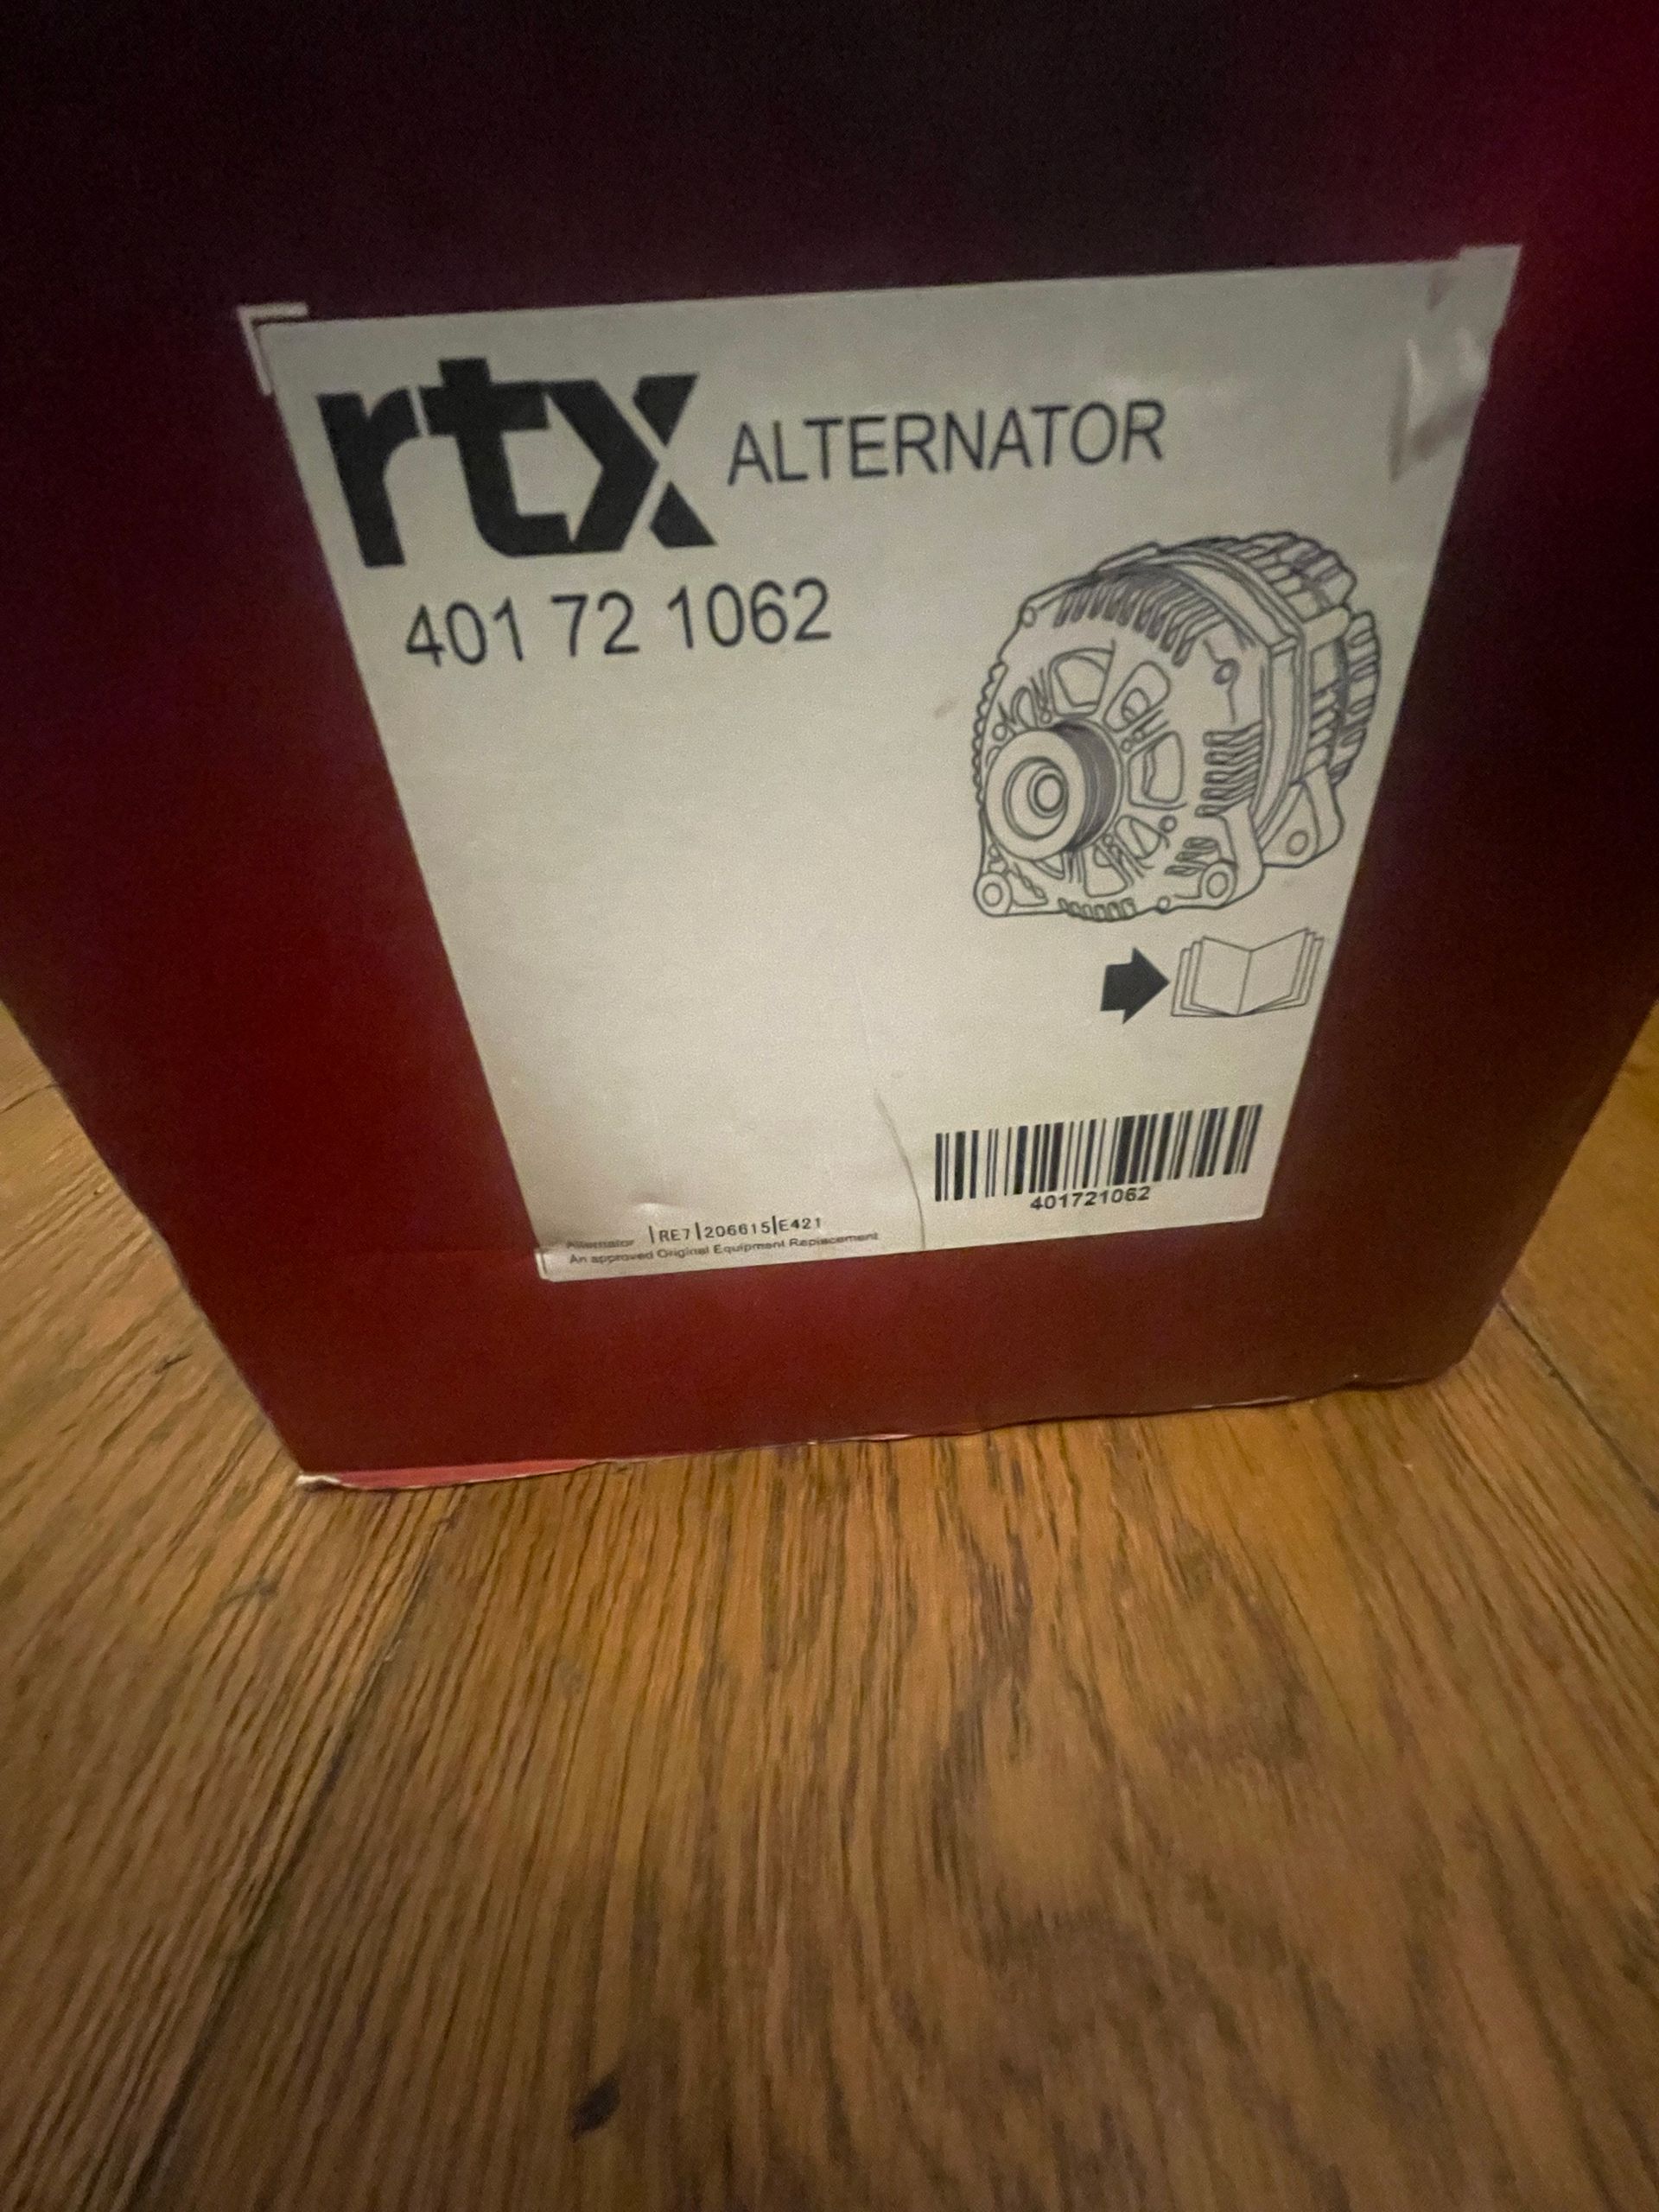 rtx ALTERNATOR
401 72 1062
401721062
Alternator |RE7|206615|E421
An approved Original Equipment Replacement